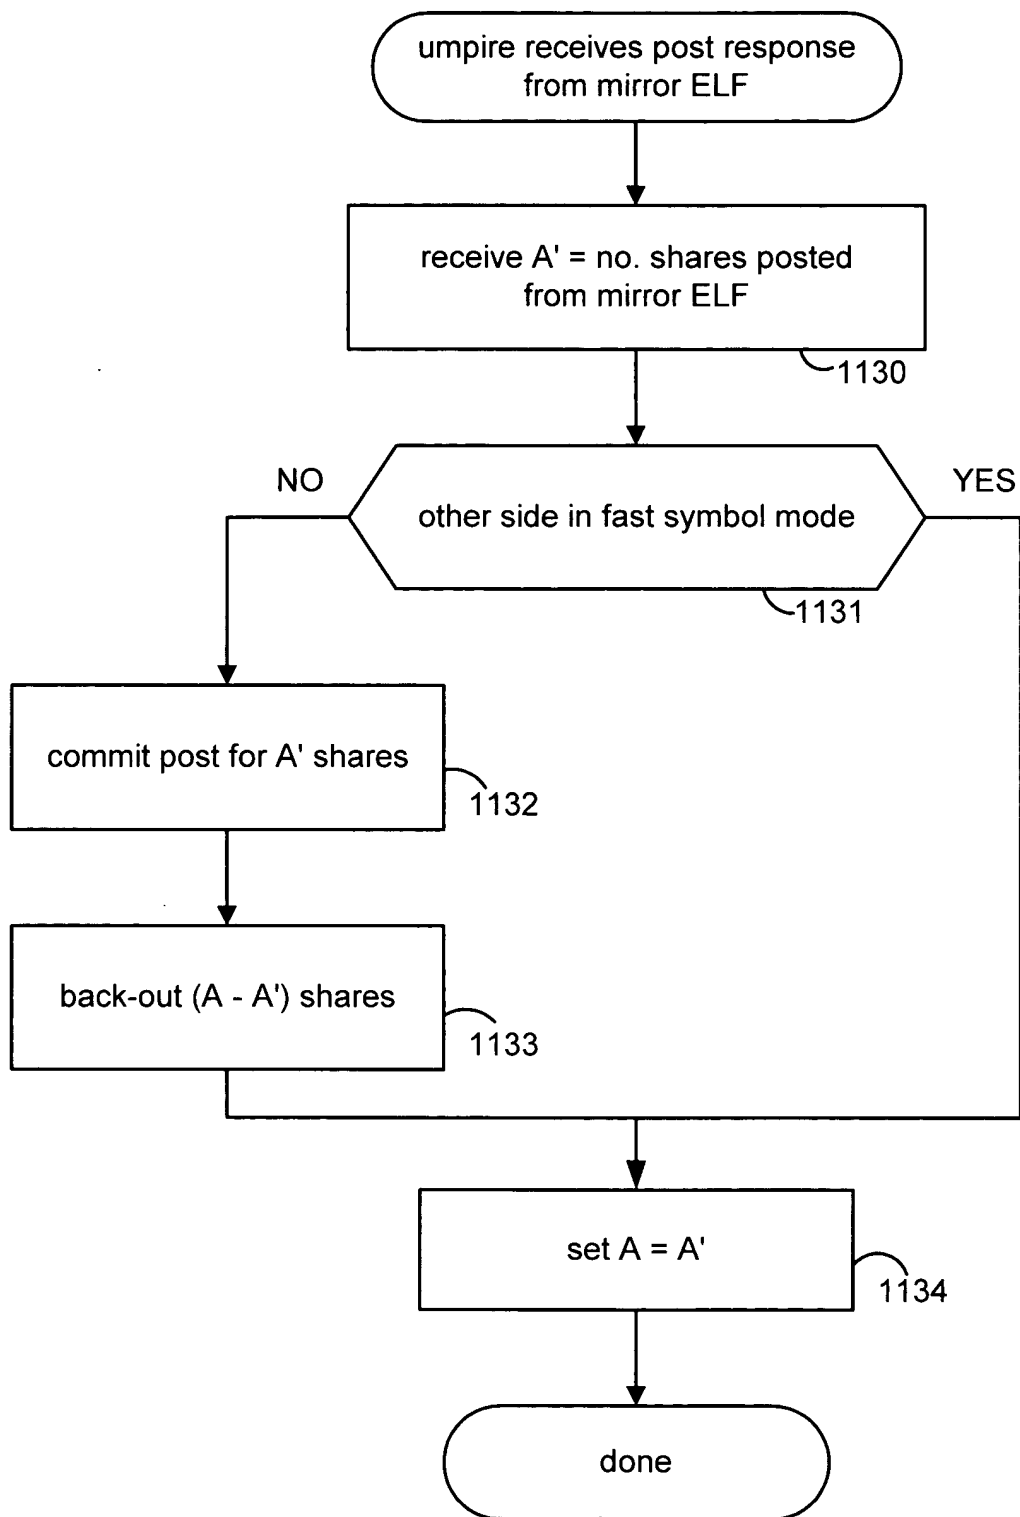 umpire receives post response
from mirror ELF
receive A' = no. shares posted
from mirror ELF
1130
NO
YES
other side in fast symbol mode
1131
commit post for A' shares
1132
back-out (A - A') shares
1133
set A = A'
1134
done